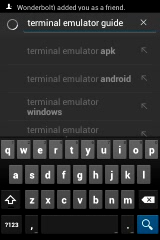 Wonderbolt\ added you as a friend.
terminal emulator guide
terminal emulator apk
terminal emulator android
terminal emulator
windows
terminal emulator
q w e r t y u i o p
a s d f g h j k l
z x c v b n m
?123 , .